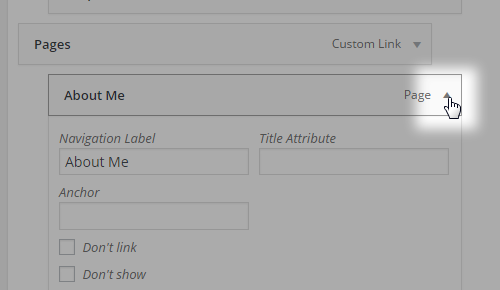 Pages Custom Link
About Me Page
Navigation Label Title Attribute
About Me
Anchor
Don't link
Don't show